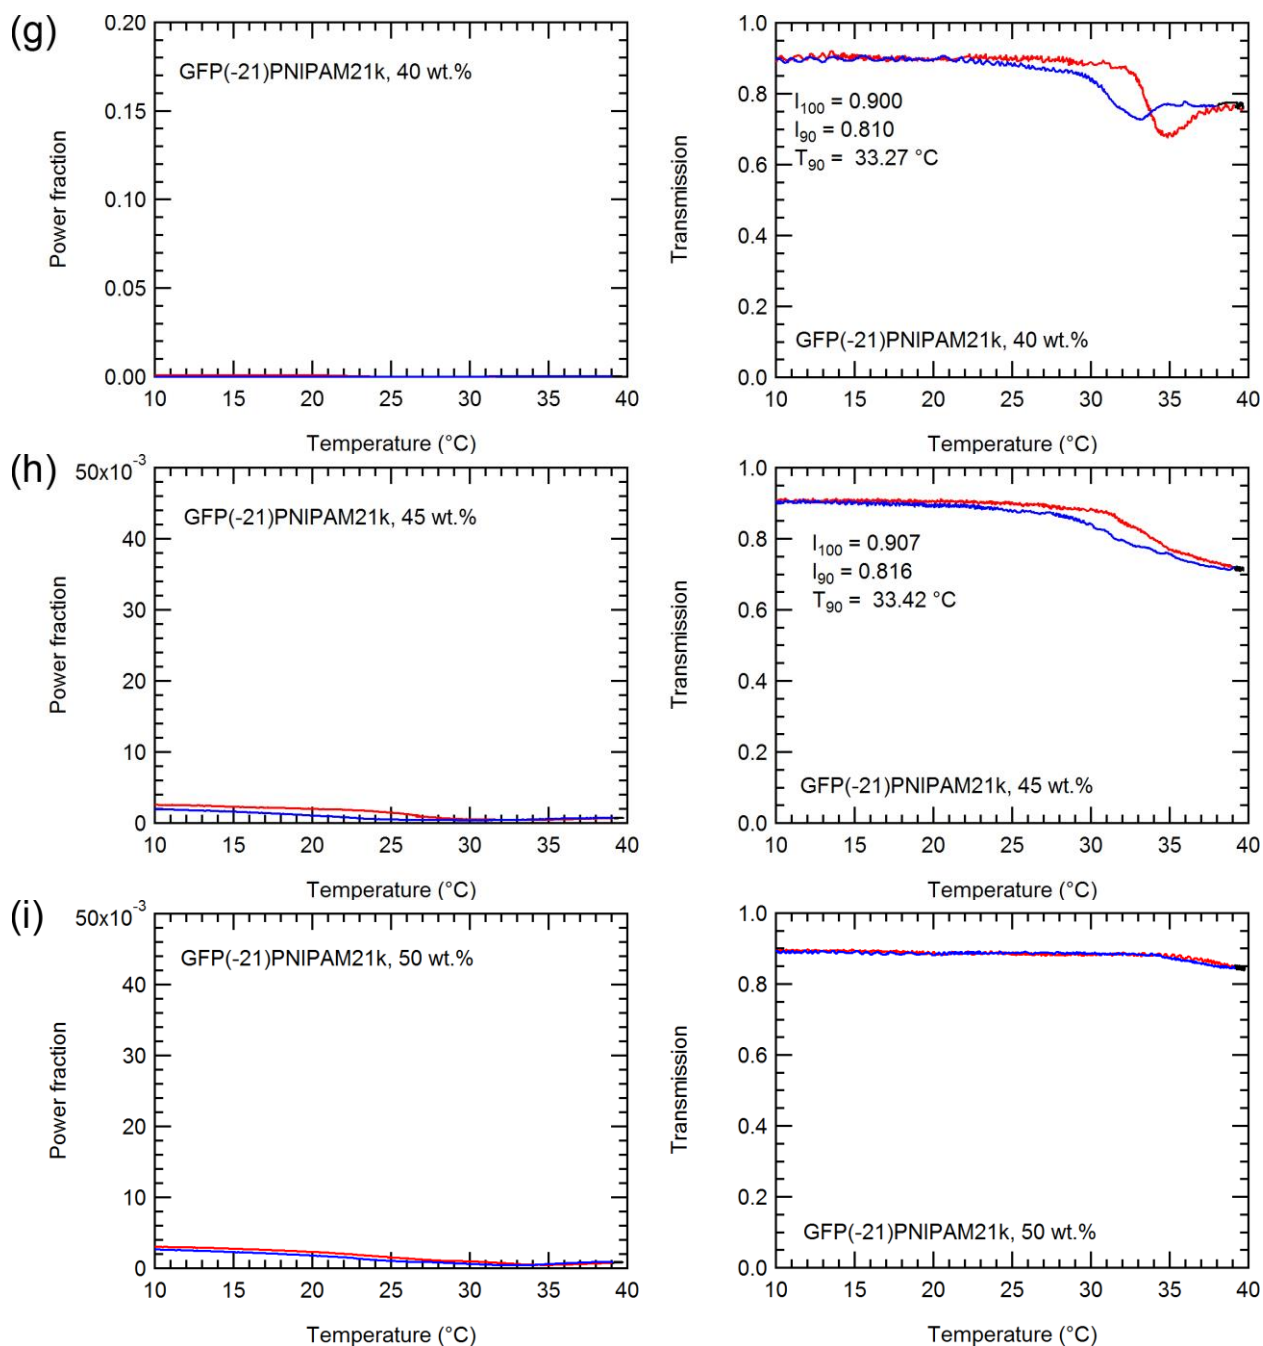 (g)
0.20
0.15
0.10
0.05
0.00
Power fraction
GFP(-21)PNIPAM21k, 40 wt.%
10 15 20 25 30 35 40
Temperature (°C)
1.0
0.8
0.6
0.4
0.2
0.0
Transmission
I₁₀₀ = 0.900
I₉₀ = 0.810
T₉₀ = 33.27 °C
GFP(-21)PNIPAM21k, 40 wt.%
10 15 20 25 30 35 40
Temperature (°C)
(h)
50x10⁻³
40
30
20
10
0
Power fraction
GFP(-21)PNIPAM21k, 45 wt.%
10 15 20 25 30 35 40
Temperature (°C)
1.0
0.8
0.6
0.4
0.2
0.0
Transmission
I₁₀₀ = 0.907
I₉₀ = 0.816
T₉₀ = 33.42 °C
GFP(-21)PNIPAM21k, 45 wt.%
10 15 20 25 30 35 40
Temperature (°C)
(i)
50x10⁻³
40
30
20
10
0
Power fraction
GFP(-21)PNIPAM21k, 50 wt.%
10 15 20 25 30 35 40
Temperature (°C)
1.0
0.8
0.6
0.4
0.2
0.0
Transmission
GFP(-21)PNIPAM21k, 50 wt.%
10 15 20 25 30 35 40
Temperature (°C)